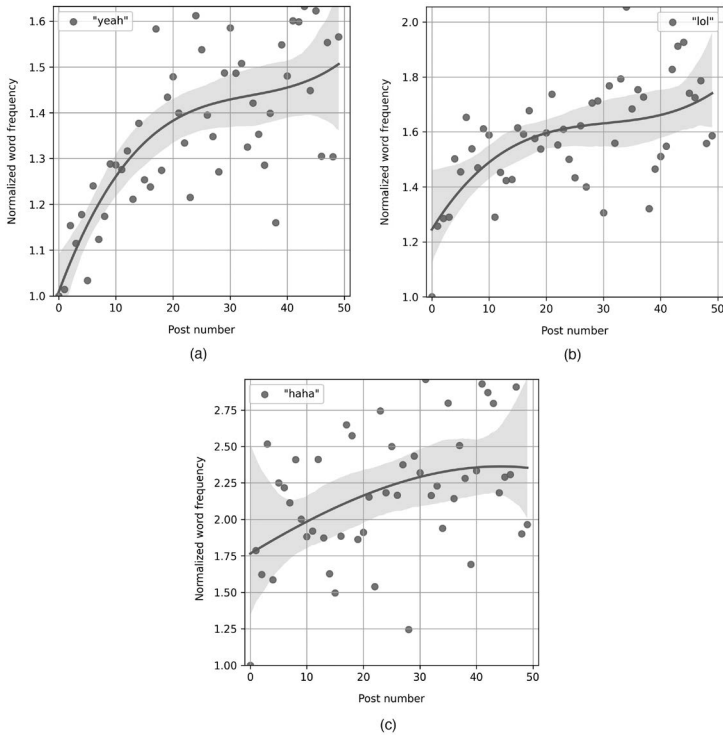 "yeah"
Normalized word frequency
1.6
1.5
1.4
1.3
1.2
1.1
1.0
0 10 20 30 40 50
Post number
(a)
"lol"
Normalized word frequency
2.0
1.8
1.6
1.4
1.2
1.0
0 10 20 30 40 50
Post number
(b)
"haha"
Normalized word frequency
2.75
2.50
2.25
2.00
1.75
1.50
1.25
1.00
0 10 20 30 40 50
Post number
(c)